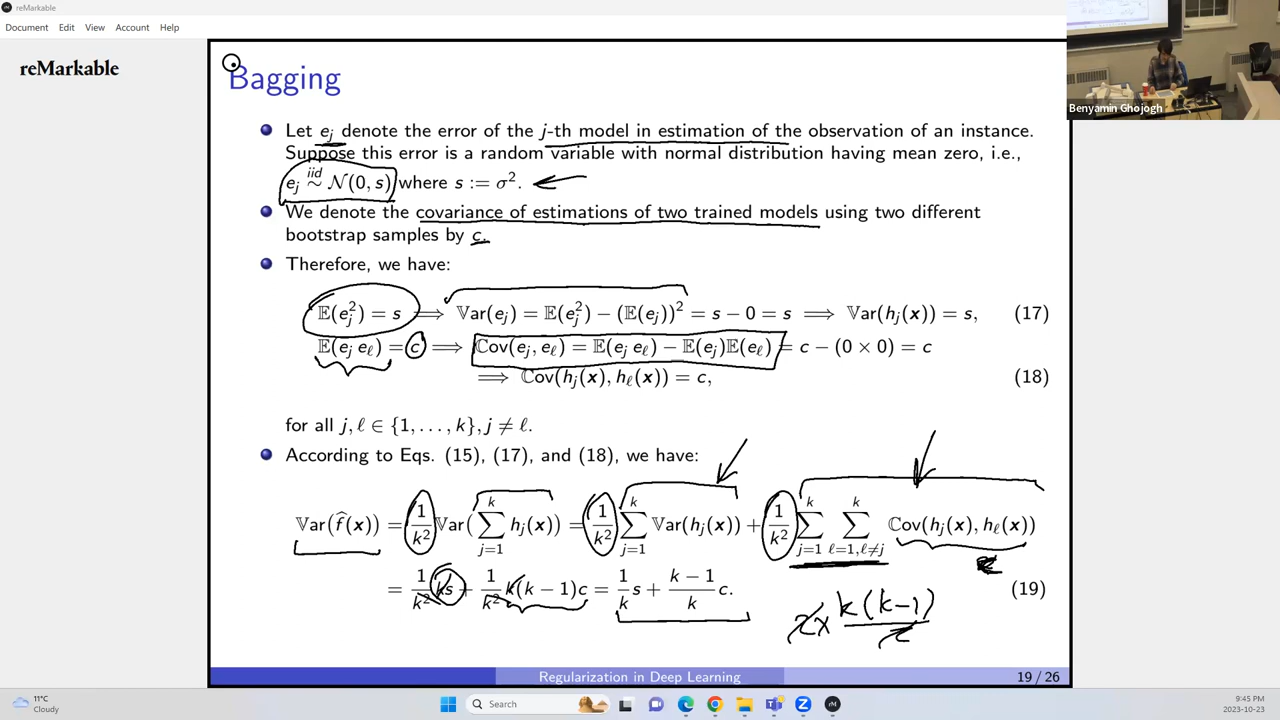 reMarkable
Document Edit View Account Help
reMarkable
Benyamin Ghojogh
Bagging
Let e_j denote the error of the j-th model in estimation of the observation of an instance.
Suppose this error is a random variable with normal distribution having mean zero, i.e.,
e_j iid∼ N(0, s) where s := σ².
We denote the covariance of estimations of two trained models using two different
bootstrap samples by c.
Therefore, we have:
𝔼(e_j²) = s ⟹ 𝕍ar(e_j) = 𝔼(e_j²) − (𝔼(e_j))² = s − 0 = s ⟹ 𝕍ar(h_j(x)) = s, (17)
𝔼(e_j e_ℓ) = c ⟹ ℂov(e_j, e_ℓ) = 𝔼(e_j e_ℓ) − 𝔼(e_j)𝔼(e_ℓ) = c − (0 × 0) = c
⟹ ℂov(h_j(x), h_ℓ(x)) = c, (18)
for all j, ℓ ∈ {1, . . . , k}, j ≠ ℓ.
According to Eqs. (15), (17), and (18), we have:
𝕍ar(f̂(x)) = 1/k² 𝕍ar(∑_{j=1}^{k} h_j(x)) = 1/k² ∑_{j=1}^{k} 𝕍ar(h_j(x)) + 1/k² ∑_{j=1}^{k} ∑_{ℓ=1,ℓ≠j}^{k} ℂov(h_j(x), h_ℓ(x))
= 1/k² ks + 1/k² k(k − 1)c = 1/k s + k − 1/k c. (19)
2 × k(k−1)/2
Regularization in Deep Learning 19 / 26
11°C
Cloudy
Search
9:45 PM
2023-10-23